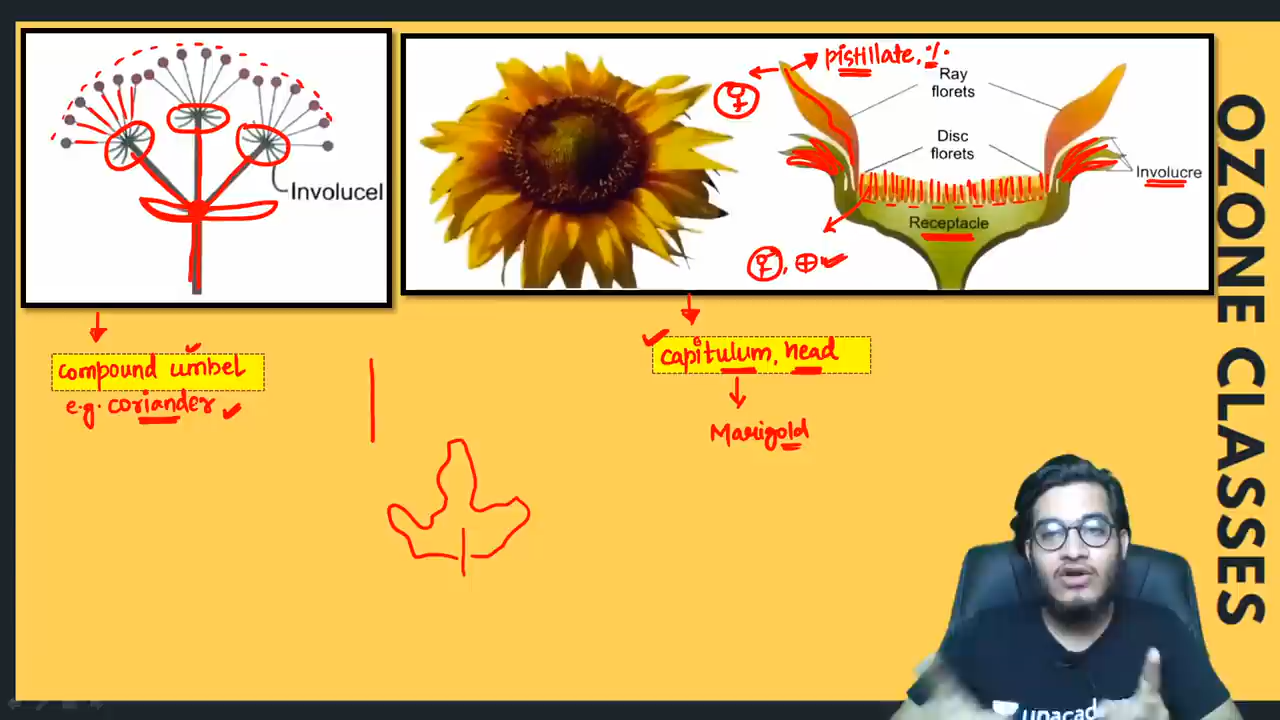 Involucel
compound umbel
e.g. coriander
pistillate, %
Ray
florets
Disc
florets
Involucre
Receptacle
⚥, ⊕
capitulum, head
Marigold
OZONE CLASSES